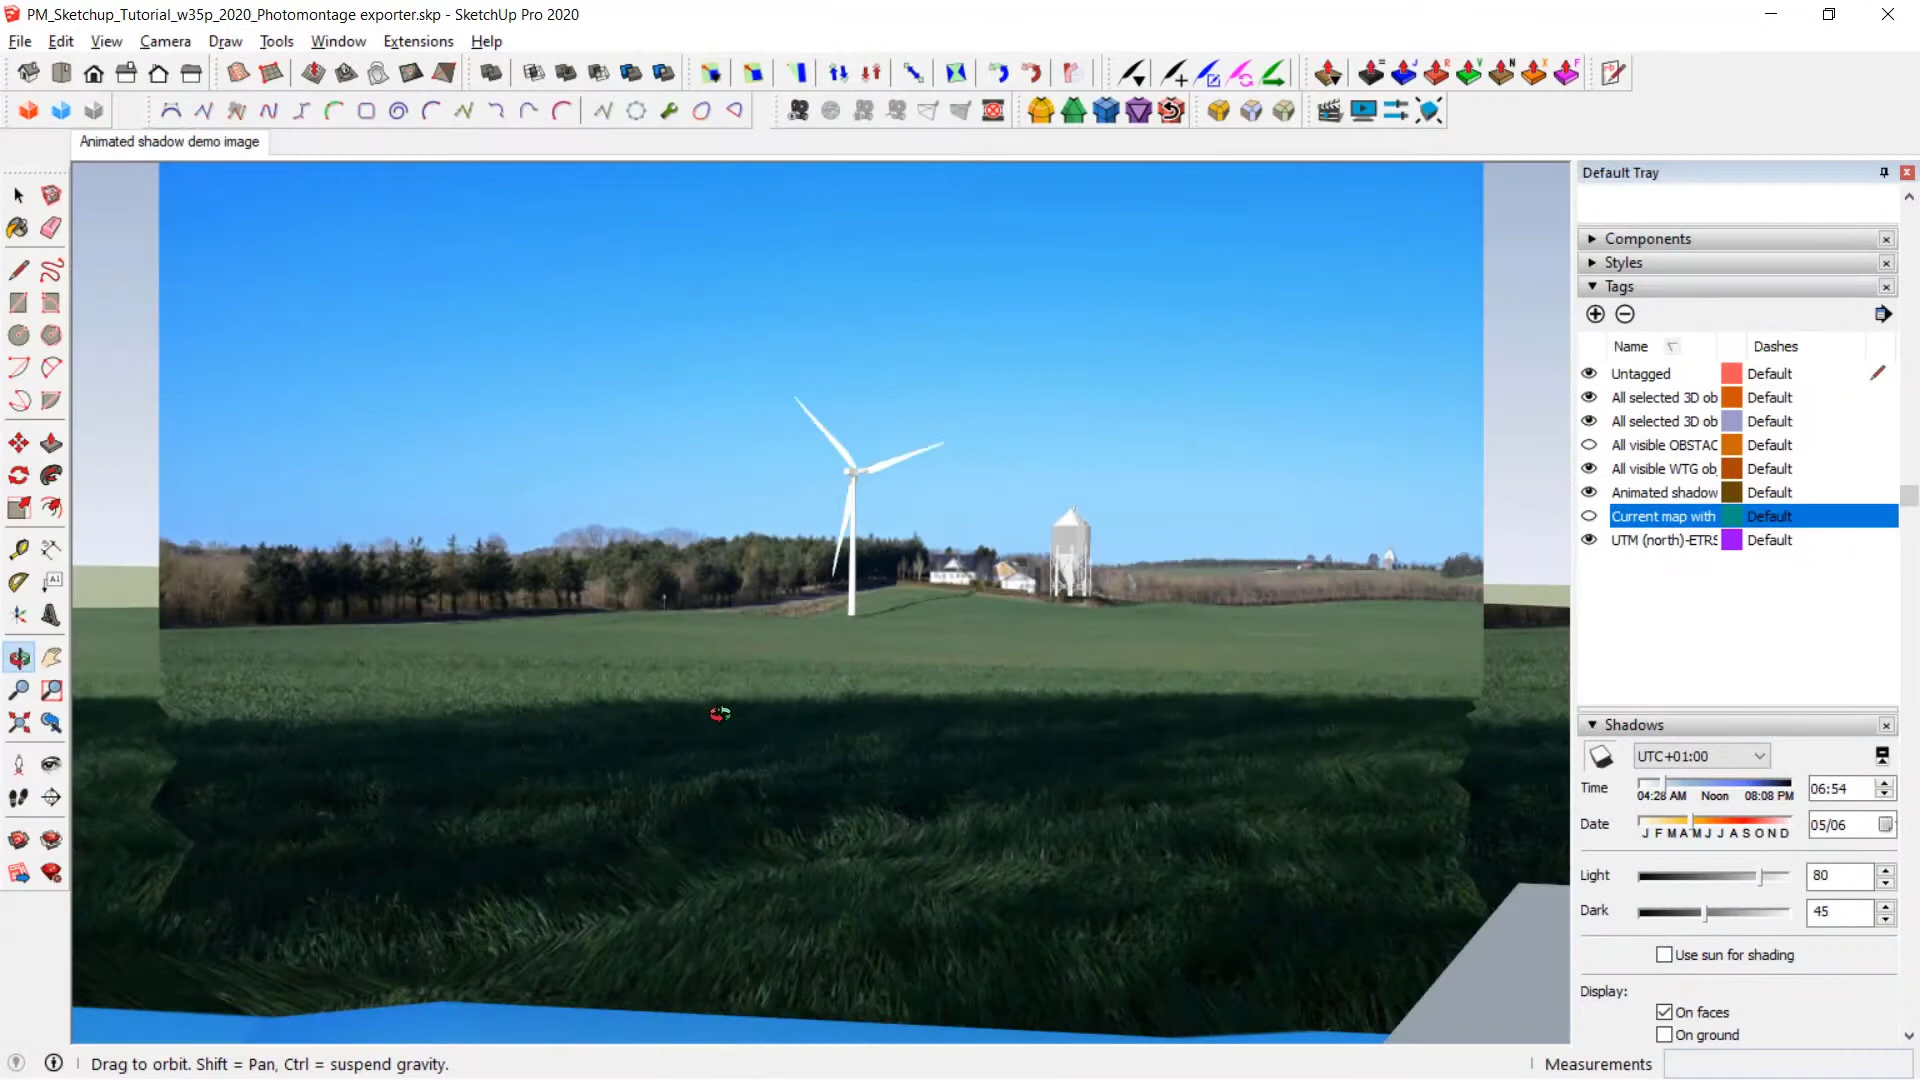 PM_Sketchup_Tutorial_w35p_2020_Photomontage exporter.skp - SketchUp Pro 2020
File Edit View Camera Draw Tools Window Extensions Help
Animated shadow demo image
Default Tray
Components
Styles
Tags
Name Dashes
Untagged Default
All selected 3D ob Default
All selected 3D ob Default
All visible OBSTAC Default
All visible WTG ob Default
Animated shadow Default
Current map with Default
UTM (north)-ETRS Default
Shadows
UTC+01:00
Time 04:28 AM Noon 08:08 PM 06:54
Date J F M A M J J A S O N D 05/06
Light 80
Dark 45
Use sun for shading
Display:
On faces
On ground
Drag to orbit. Shift = Pan, Ctrl = suspend gravity.
Measurements